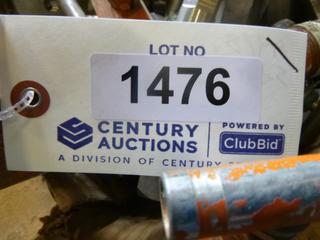 LOT NO
1476
CENTURY
AUCTIONS
POWERED BY
ClubBid
A DIVISION OF CENTURY